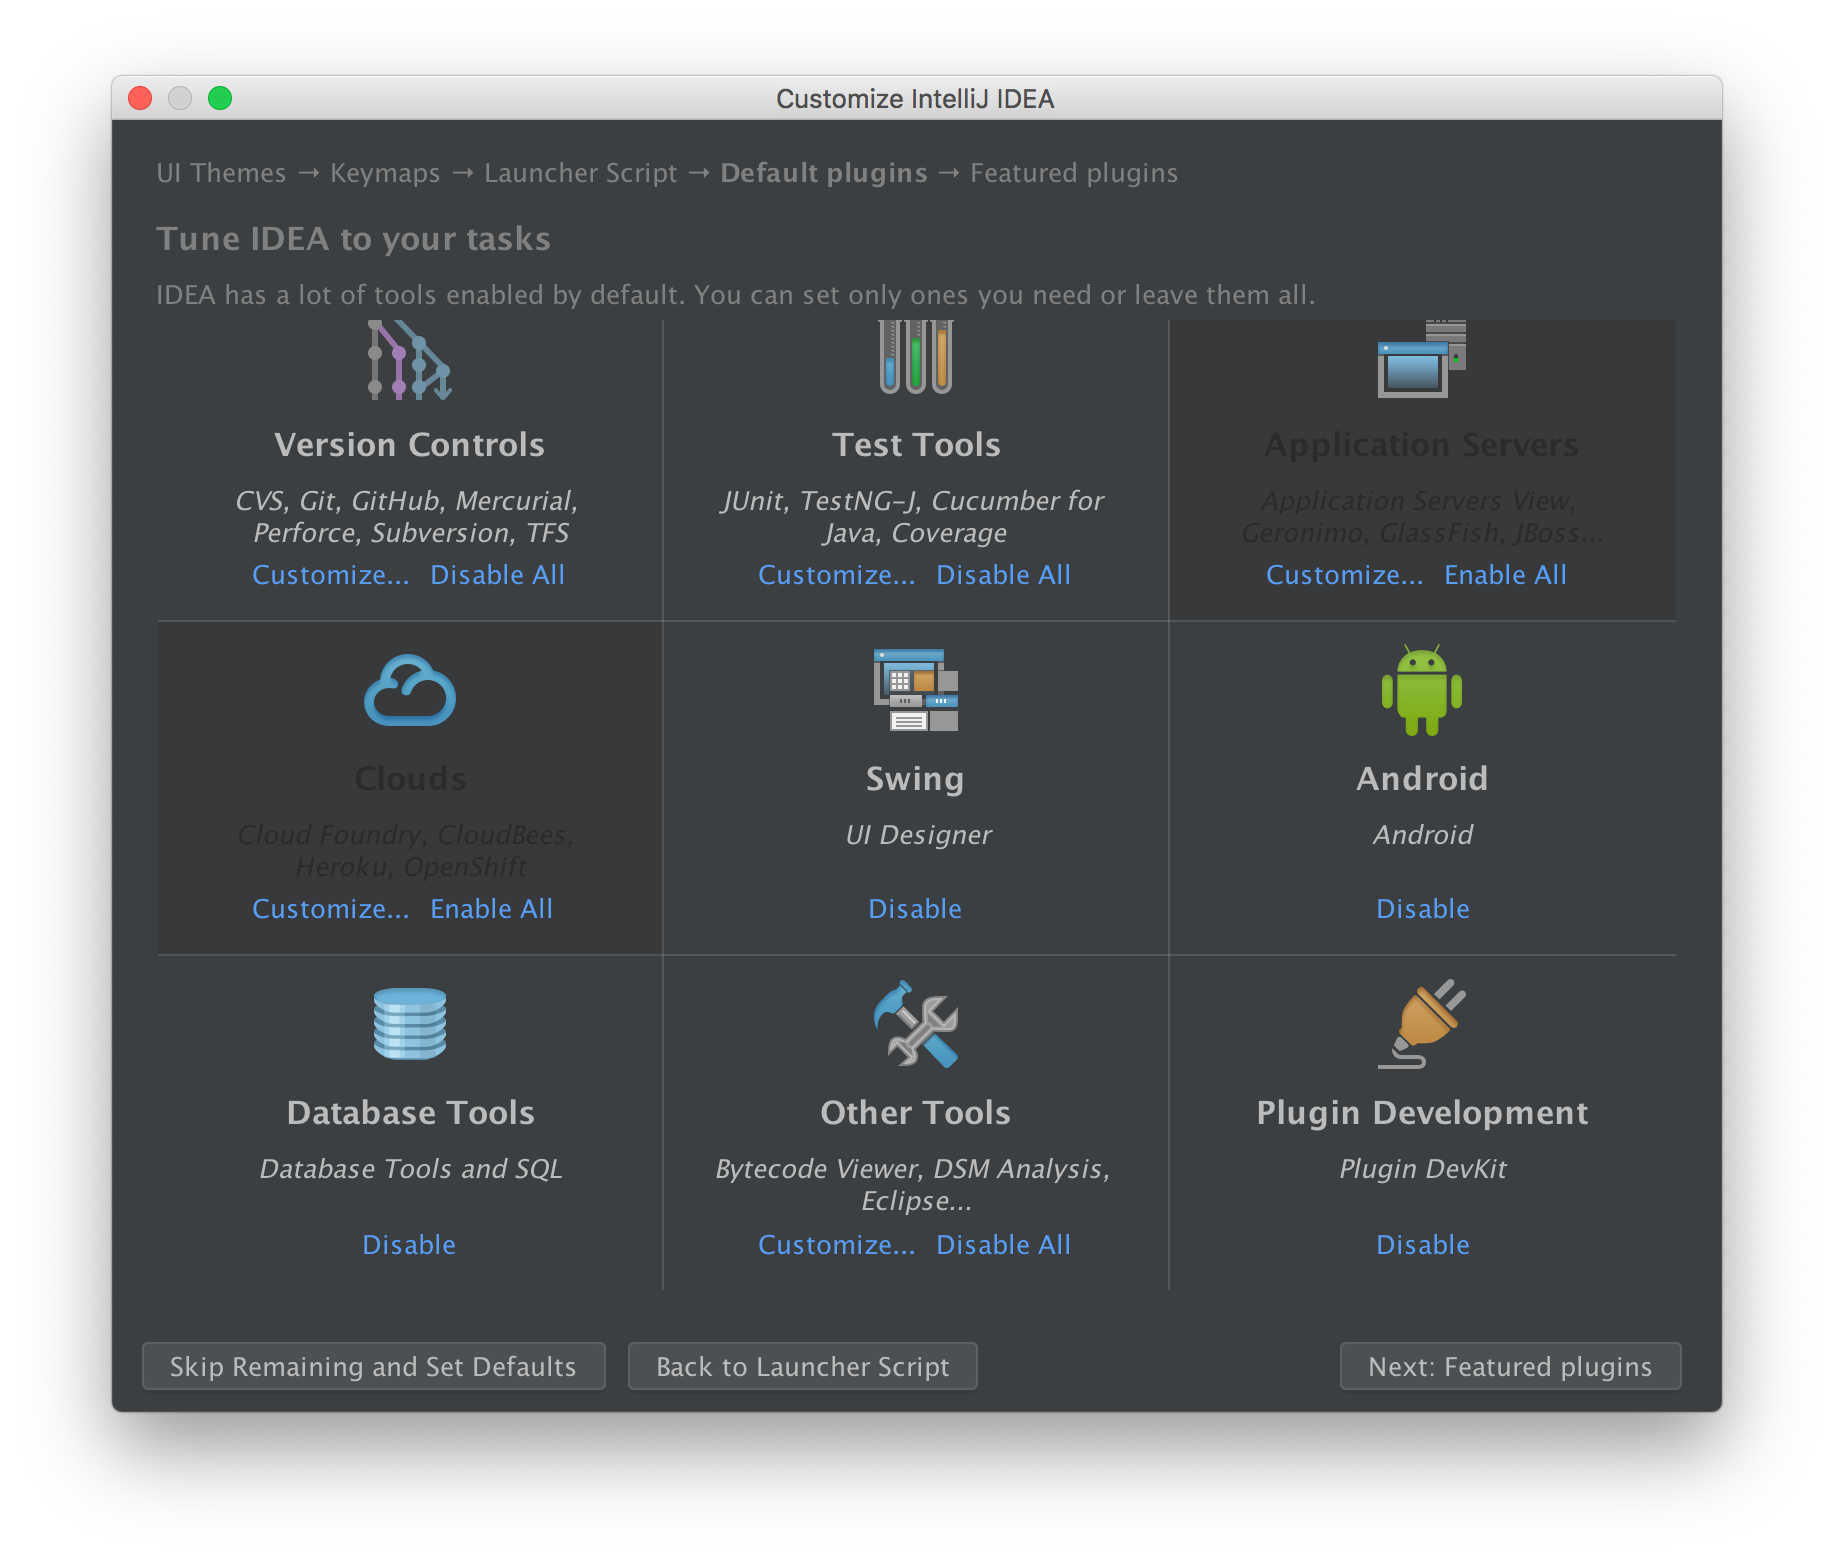 Customize IntelliJ IDEA
UI Themes → Keymaps → Launcher Script → Default plugins → Featured plugins
Tune IDEA to your tasks
IDEA has a lot of tools enabled by default. You can set only ones you need or leave them all.
Version Controls
CVS, Git, GitHub, Mercurial,
Perforce, Subversion, TFS
Customize... Disable All
Test Tools
JUnit, TestNG-J, Cucumber for
Java, Coverage
Customize... Disable All
Application Servers
Application Servers View,
Geronimo, GlassFish, JBoss...
Customize... Enable All
Clouds
Cloud Foundry, CloudBees,
Heroku, OpenShift
Customize... Enable All
Swing
UI Designer
Disable
Android
Android
Disable
Database Tools
Database Tools and SQL
Disable
Other Tools
Bytecode Viewer, DSM Analysis,
Eclipse...
Customize... Disable All
Plugin Development
Plugin DevKit
Disable
Skip Remaining and Set Defaults
Back to Launcher Script
Next: Featured plugins